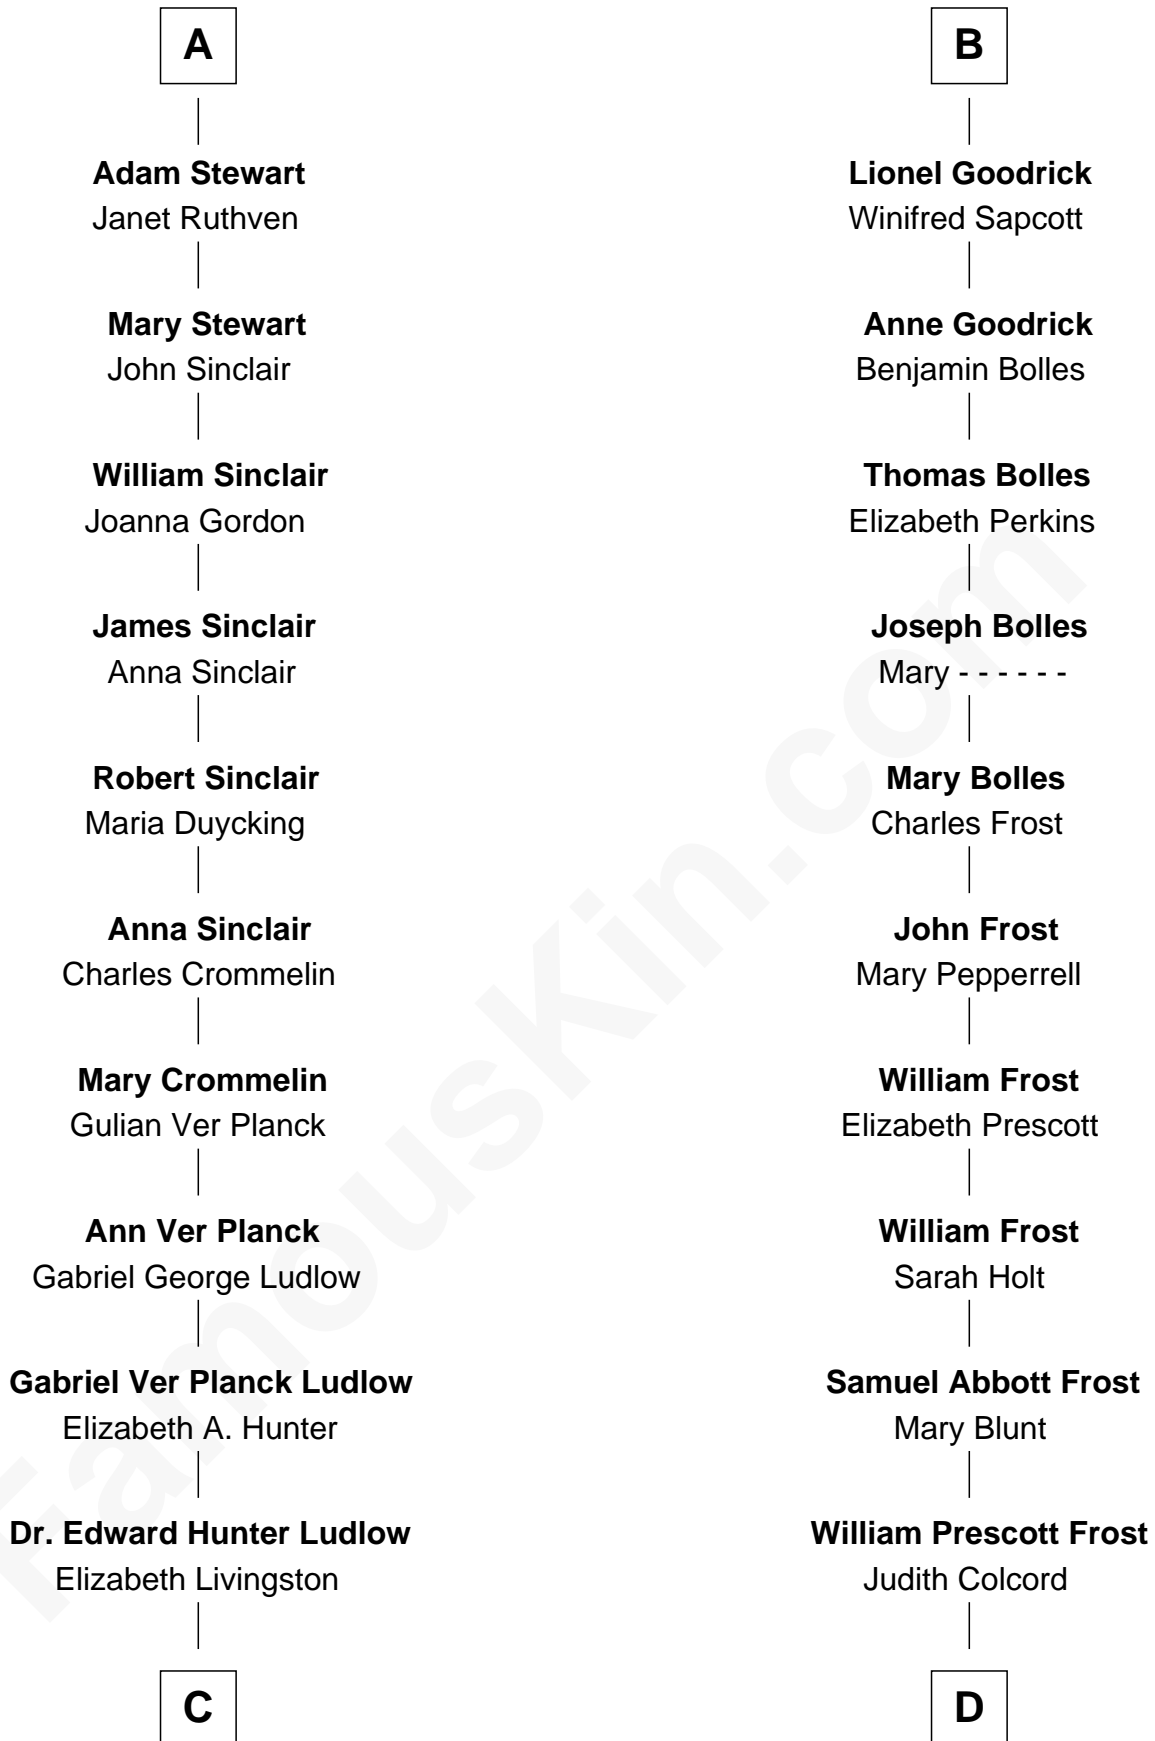 A
Adam Stewart
Janet Ruthven
Mary Stewart
John Sinclair
William Sinclair
Joanna Gordon
James Sinclair
Anna Sinclair
Robert Sinclair
Maria Duycking
Anna Sinclair
Charles Crommelin
Mary Crommelin
Gulian Ver Planck
Ann Ver Planck
Gabriel George Ludlow
Gabriel Ver Planck Ludlow
Elizabeth A. Hunter
Dr. Edward Hunter Ludlow
Elizabeth Livingston
C
B
Lionel Goodrick
Winifred Sapcott
Anne Goodrick
Benjamin Bolles
Thomas Bolles
Elizabeth Perkins
Joseph Bolles
Mary - - - - - -
Mary Bolles
Charles Frost
John Frost
Mary Pepperrell
William Frost
Elizabeth Prescott
William Frost
Sarah Holt
Samuel Abbott Frost
Mary Blunt
William Prescott Frost
Judith Colcord
D
FamousKin.com